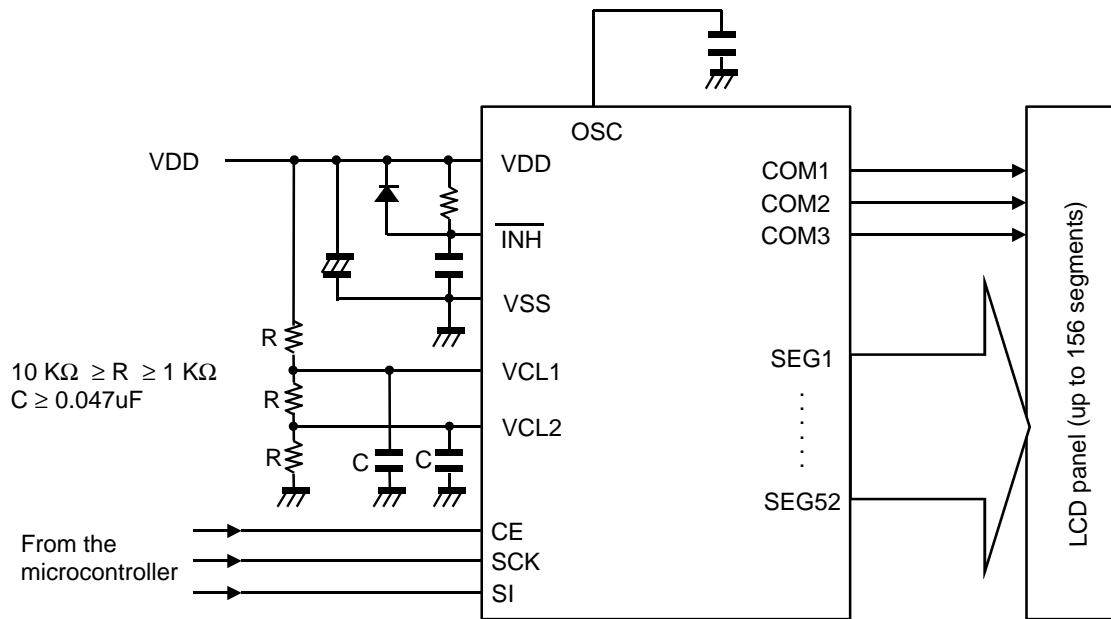 OSC
VDD
VDD
COM1
COM2
INH
COM3
VSS
R
10 KΩ ≥ R ≥ 1 KΩ
C ≥ 0.047uF
VCL1
SEG1
R
VCL2
R
C
C
SEG52
CE
From the
microcontroller
SCK
SI
LCD panel (up to 156 segments)